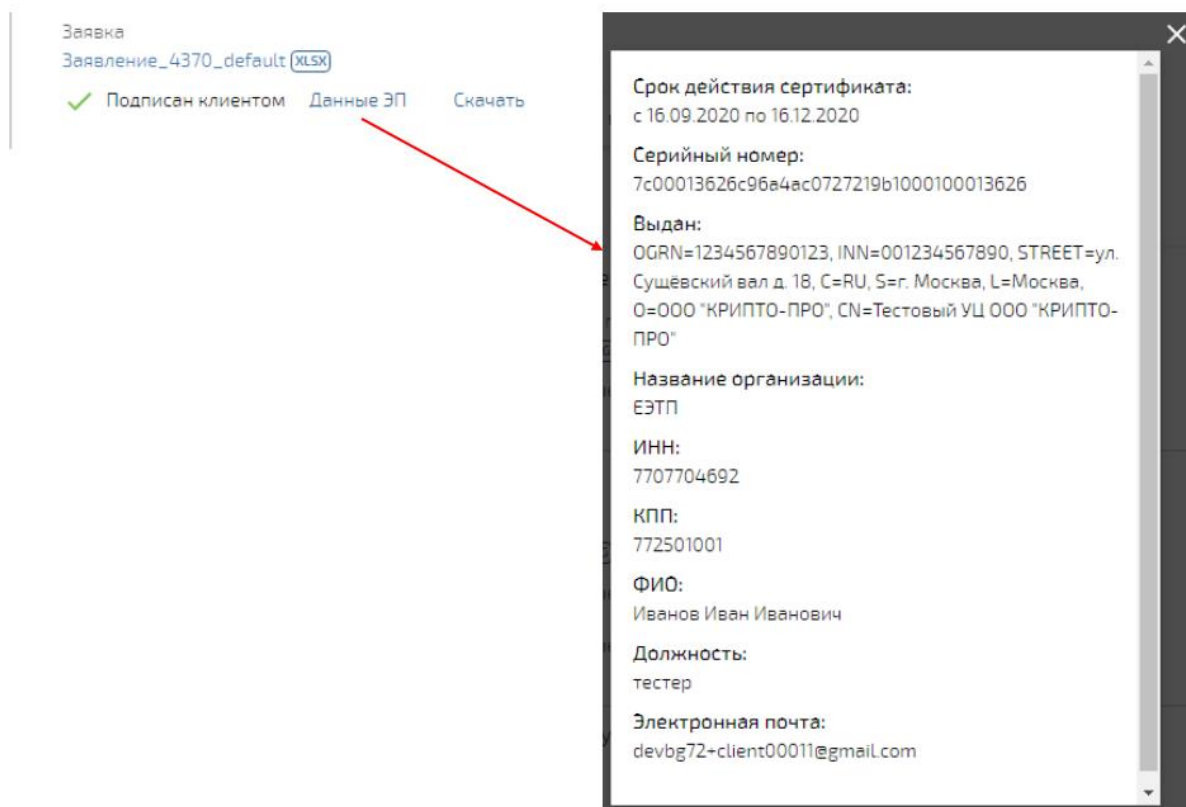 Заявка
Заявление_4370_default XLSX
Подписан клиентом Данные ЭП Скачать
Срок действия сертификата:
с 16.09.2020 по 16.12.2020
Серийный номер:
7c00013626c96a4ac0727219b1000100013626
Выдан:
OGRN=1234567890123, INN=001234567890, STREET=ул.
Сущёвский вал д. 18, C=RU, S=г. Москва, L=Москва,
O=ООО "КРИПТО-ПРО", CN=Тестовый УЦ ООО "КРИПТО-
ПРО"
Название организации:
ЕЭТП
ИНН:
7707704692
КПП:
772501001
ФИО:
Иванов Иван Иванович
Должность:
тестер
Электронная почта:
devbg72+client00011@gmail.com